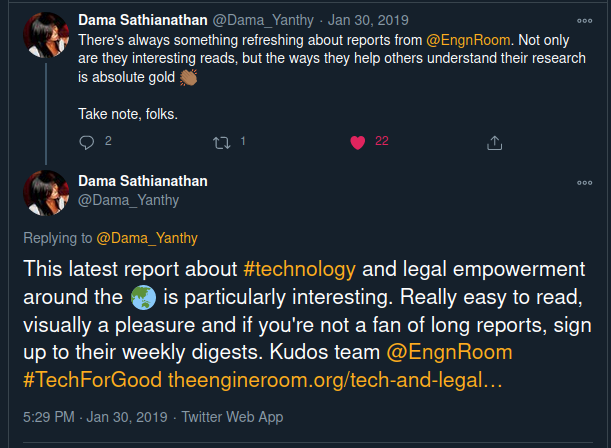 Dama Sathianathan @Dama_Yanthy · Jan 30, 2019
There's always something refreshing about reports from @EngnRoom. Not only
are they interesting reads, but the ways they help others understand their research
is absolute gold 👏🏾
Take note, folks.
2 1 22
Dama Sathianathan
@Dama_Yanthy
Replying to @Dama_Yanthy
This latest report about #technology and legal empowerment
around the 🌏 is particularly interesting. Really easy to read,
visually a pleasure and if you're not a fan of long reports, sign
up to their weekly digests. Kudos team @EngnRoom
#TechForGood theengineroom.org/tech-and-legal…
5:29 PM · Jan 30, 2019 · Twitter Web App